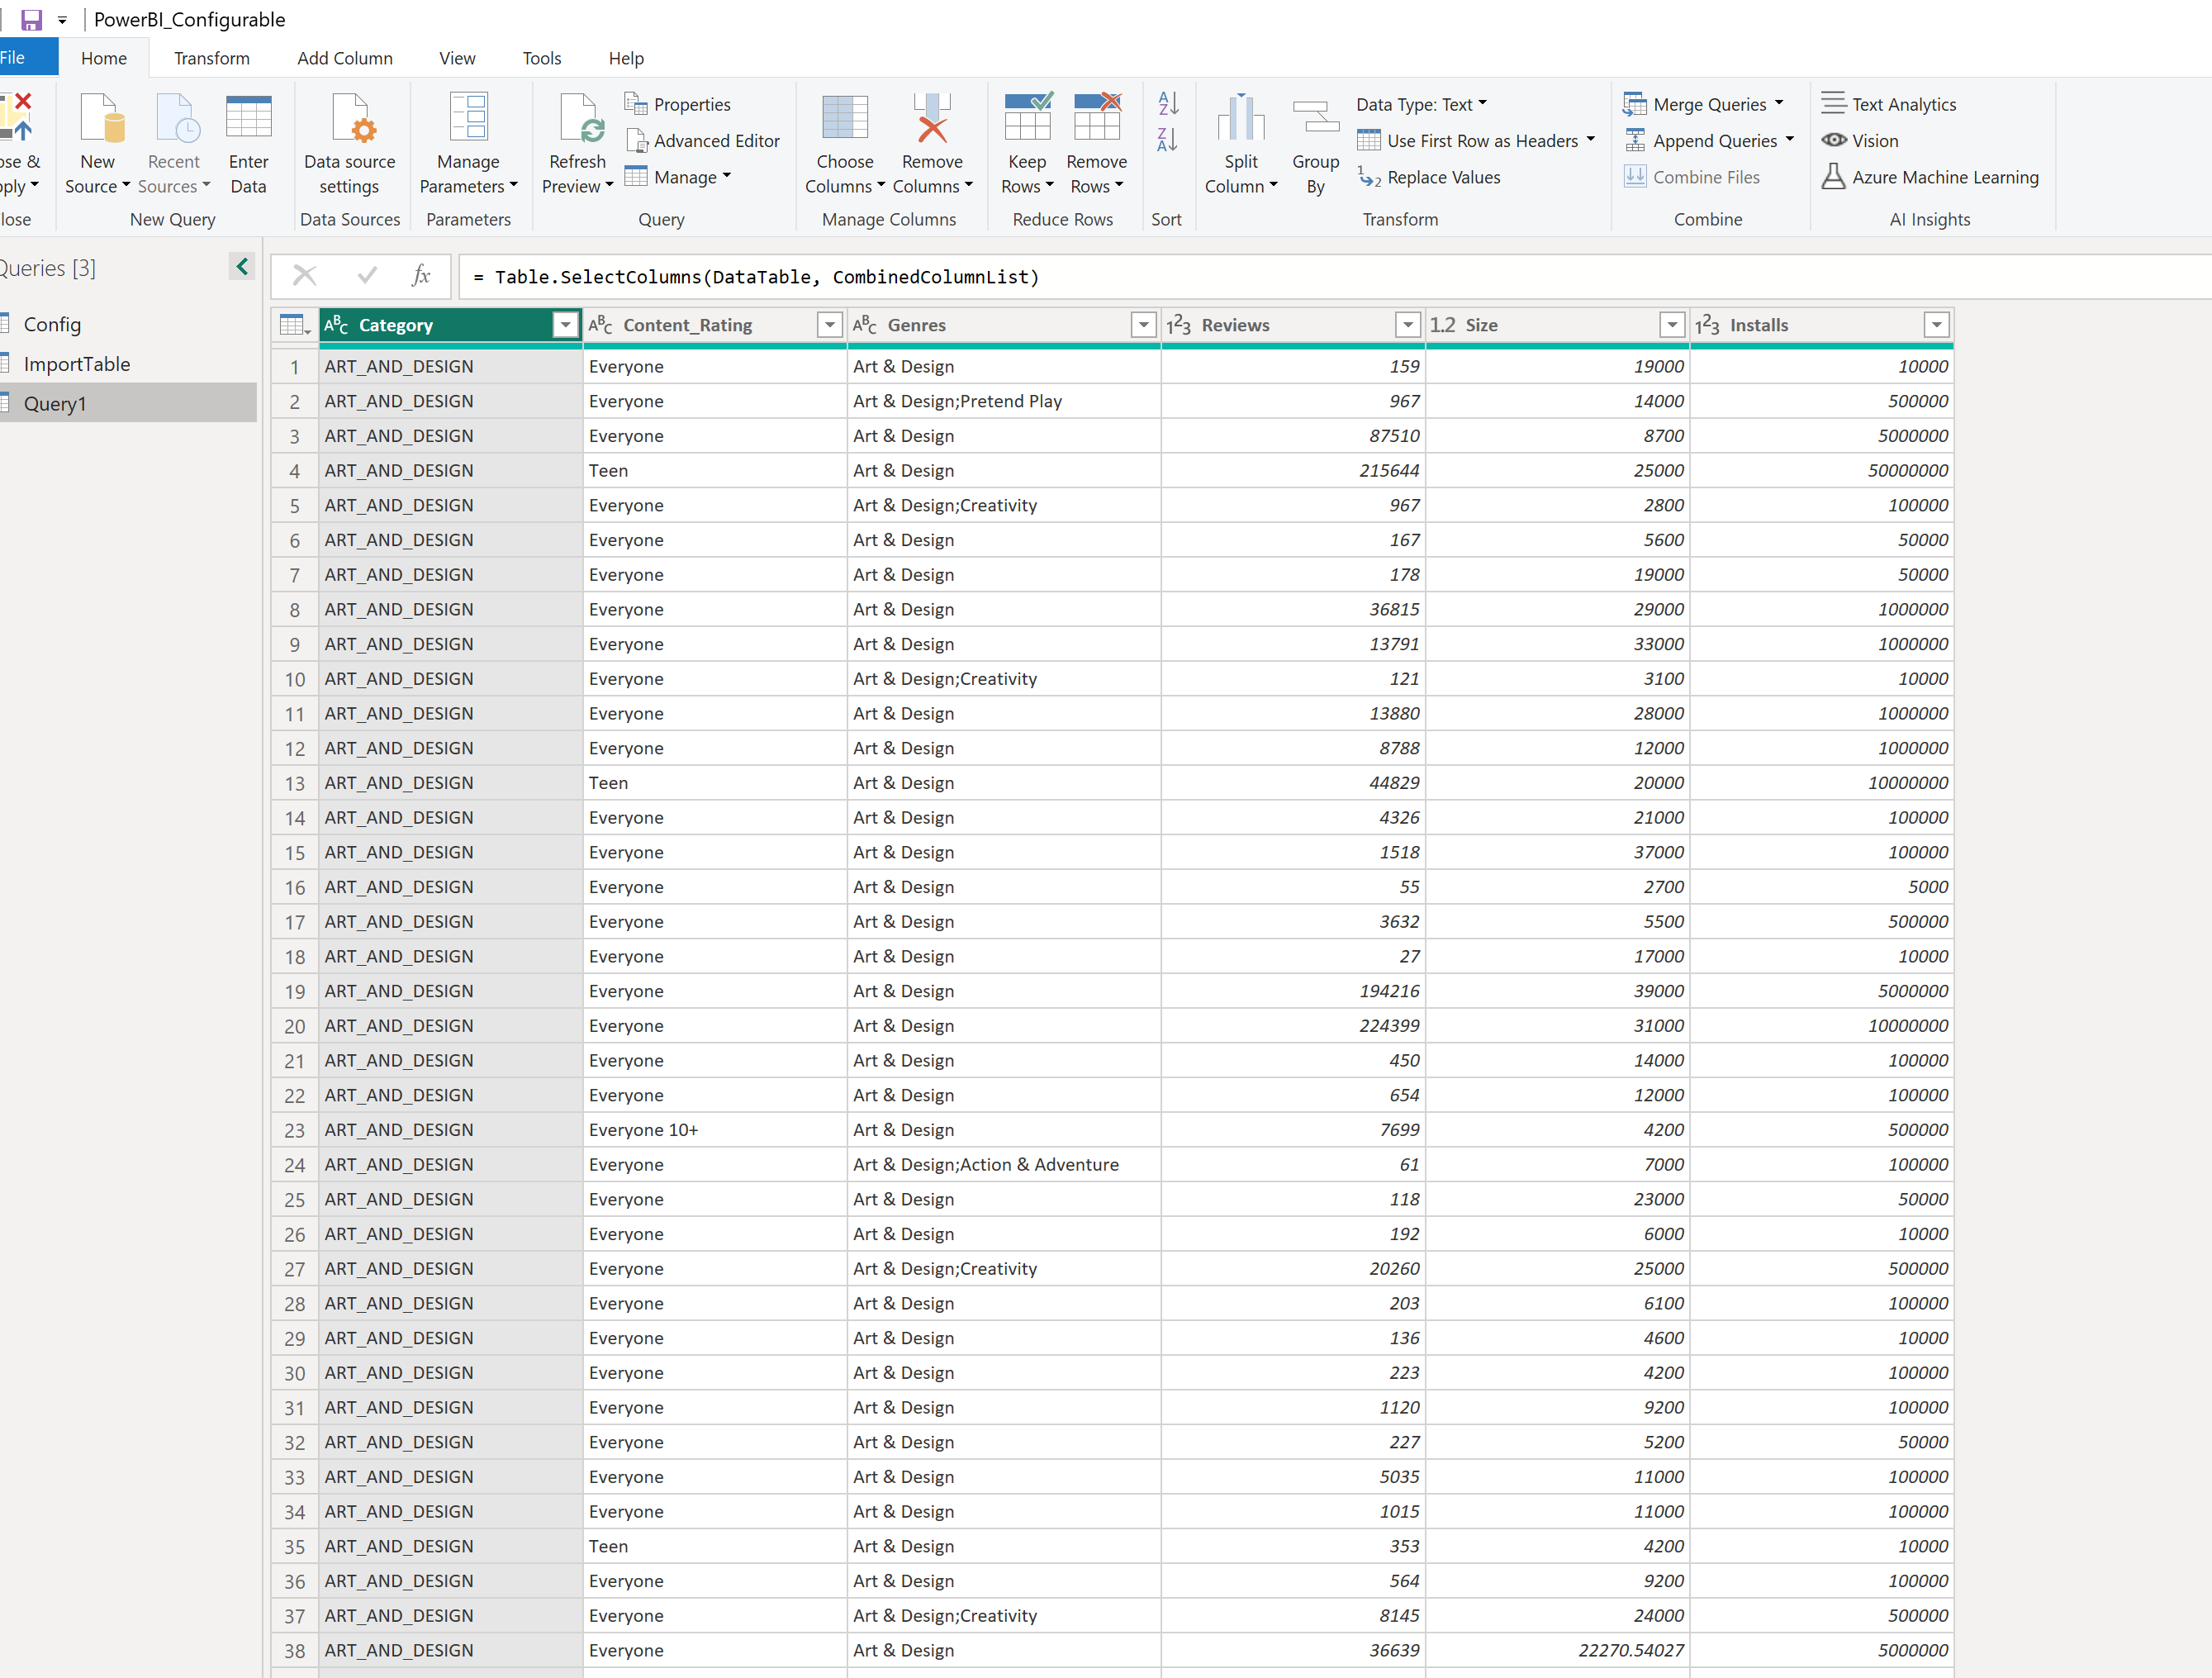 PowerBI_Configurable
File Home Transform Add Column View Tools Help
New Source
Recent Sources
Enter Data
New Query
Data source settings
Data Sources
Manage Parameters
Parameters
Refresh Preview
Properties
Advanced Editor
Manage
Query
Choose Columns
Remove Columns
Manage Columns
Keep Rows
Remove Rows
Reduce Rows
Sort
Split Column
Group By
Data Type: Text
Use First Row as Headers
Replace Values
Transform
Merge Queries
Append Queries
Combine Files
Combine
Text Analytics
Vision
Azure Machine Learning
AI Insights
Queries [3]
Config
ImportTable
Query1
fx = Table.SelectColumns(DataTable, CombinedColumnList)
ABC Category ABC Content_Rating ABC Genres 123 Reviews 1.2 Size 123 Installs
1 ART_AND_DESIGN Everyone Art & Design 159 19000 10000
2 ART_AND_DESIGN Everyone Art & Design;Pretend Play 967 14000 500000
3 ART_AND_DESIGN Everyone Art & Design 87510 8700 5000000
4 ART_AND_DESIGN Teen Art & Design 215644 25000 50000000
5 ART_AND_DESIGN Everyone Art & Design;Creativity 967 2800 100000
6 ART_AND_DESIGN Everyone Art & Design 167 5600 50000
7 ART_AND_DESIGN Everyone Art & Design 178 19000 50000
8 ART_AND_DESIGN Everyone Art & Design 36815 29000 1000000
9 ART_AND_DESIGN Everyone Art & Design 13791 33000 1000000
10 ART_AND_DESIGN Everyone Art & Design;Creativity 121 3100 10000
11 ART_AND_DESIGN Everyone Art & Design 13880 28000 1000000
12 ART_AND_DESIGN Everyone Art & Design 8788 12000 1000000
13 ART_AND_DESIGN Teen Art & Design 44829 20000 10000000
14 ART_AND_DESIGN Everyone Art & Design 4326 21000 100000
15 ART_AND_DESIGN Everyone Art & Design 1518 37000 100000
16 ART_AND_DESIGN Everyone Art & Design 55 2700 5000
17 ART_AND_DESIGN Everyone Art & Design 3632 5500 500000
18 ART_AND_DESIGN Everyone Art & Design 27 17000 10000
19 ART_AND_DESIGN Everyone Art & Design 194216 39000 5000000
20 ART_AND_DESIGN Everyone Art & Design 224399 31000 10000000
21 ART_AND_DESIGN Everyone Art & Design 450 14000 100000
22 ART_AND_DESIGN Everyone Art & Design 654 12000 100000
23 ART_AND_DESIGN Everyone 10+ Art & Design 7699 4200 500000
24 ART_AND_DESIGN Everyone Art & Design;Action & Adventure 61 7000 100000
25 ART_AND_DESIGN Everyone Art & Design 118 23000 50000
26 ART_AND_DESIGN Everyone Art & Design 192 6000 10000
27 ART_AND_DESIGN Everyone Art & Design;Creativity 20260 25000 500000
28 ART_AND_DESIGN Everyone Art & Design 203 6100 100000
29 ART_AND_DESIGN Everyone Art & Design 136 4600 10000
30 ART_AND_DESIGN Everyone Art & Design 223 4200 100000
31 ART_AND_DESIGN Everyone Art & Design 1120 9200 100000
32 ART_AND_DESIGN Everyone Art & Design 227 5200 50000
33 ART_AND_DESIGN Everyone Art & Design 5035 11000 100000
34 ART_AND_DESIGN Everyone Art & Design 1015 11000 100000
35 ART_AND_DESIGN Teen Art & Design 353 4200 10000
36 ART_AND_DESIGN Everyone Art & Design 564 9200 100000
37 ART_AND_DESIGN Everyone Art & Design;Creativity 8145 24000 500000
38 ART_AND_DESIGN Everyone Art & Design 36639 22270.54027 5000000